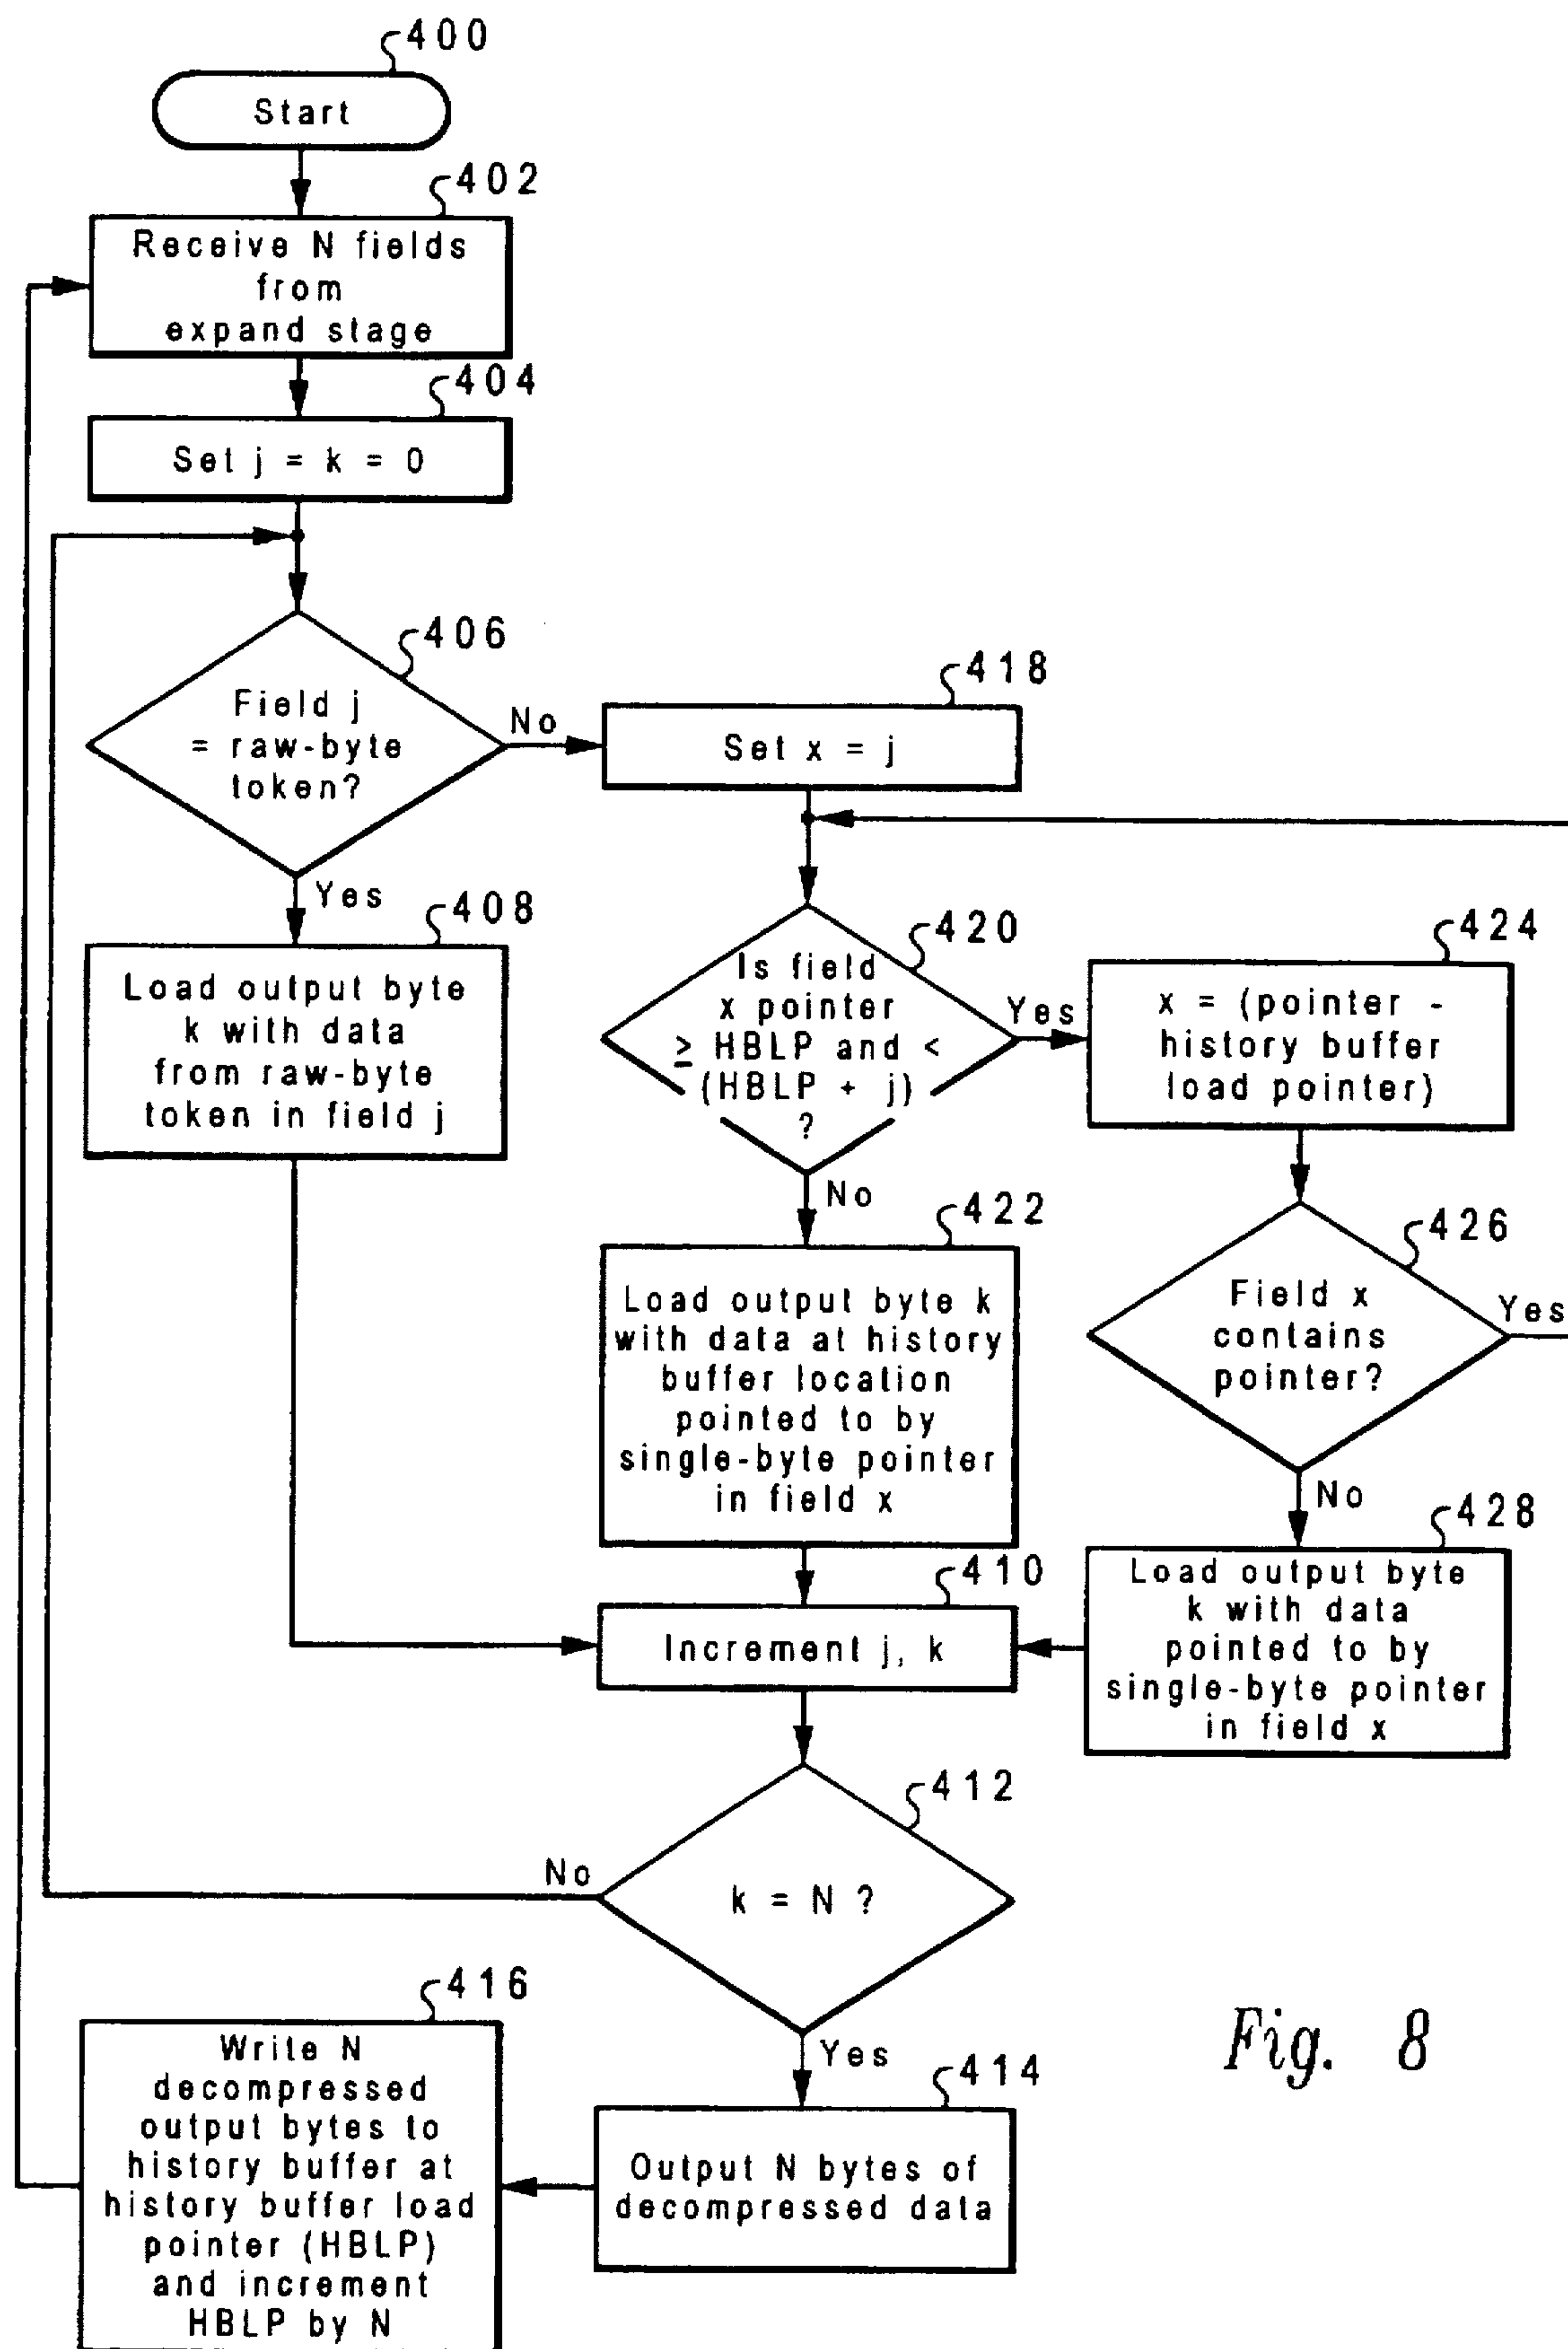 400
Start
402
Receive N fields
from
expand stage
404
Set j = k = 0
406
Field j
= raw-byte
token?
No
418
Set x = j
Yes
408
Load output byte
k with data
from raw-byte
token in field j
420
Is field
x pointer
≥ HBLP and <
(HBLP + j)
?
Yes
424
x = (pointer -
history buffer
load pointer)
No
422
Load output byte k
with data at history
buffer location
pointed to by
single-byte pointer
in field x
426
Field x
contains
pointer?
Yes
No
428
Load output byte
k with data
pointed to by
single-byte pointer
in field x
410
Increment j, k
412
k = N ?
No
Yes
414
Output N bytes of
decompressed data
416
Write N
decompressed
output bytes to
history buffer at
history buffer load
pointer (HBLP)
and increment
HBLP by N
Fig. 8